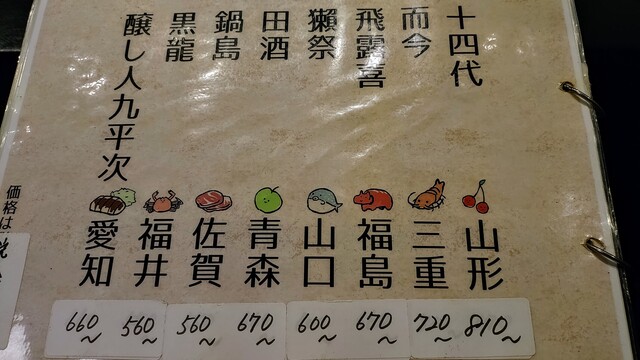 十四代 山形 810~
而今 三重 720~
飛露喜 福島 670~
獺祭 山口 600~
田酒 青森 670~
鍋島 佐賀 560~
黒龍 福井 560~
醸し人九平次 愛知 660~
価格は